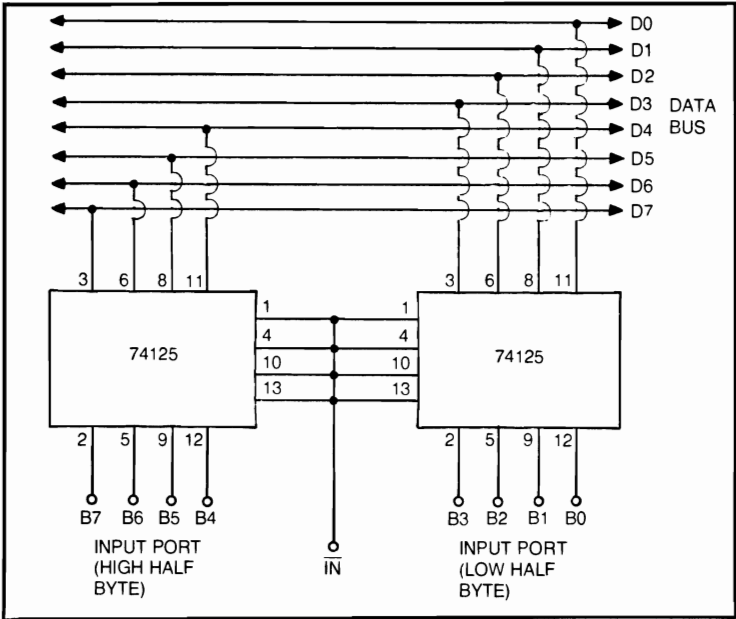 D0
D1
D2
D3 DATA
BUS
D4
D5
D6
D7
3 6 8 11
3 6 8 11
1 1
4 4
74125
74125
10 10
13 13
2 5 9 12
2 5 9 12
B7 B6 B5 B4
B3 B2 B1 B0
INPUT PORT
(HIGH HALF
BYTE)
IN
INPUT PORT
(LOW HALF
BYTE)